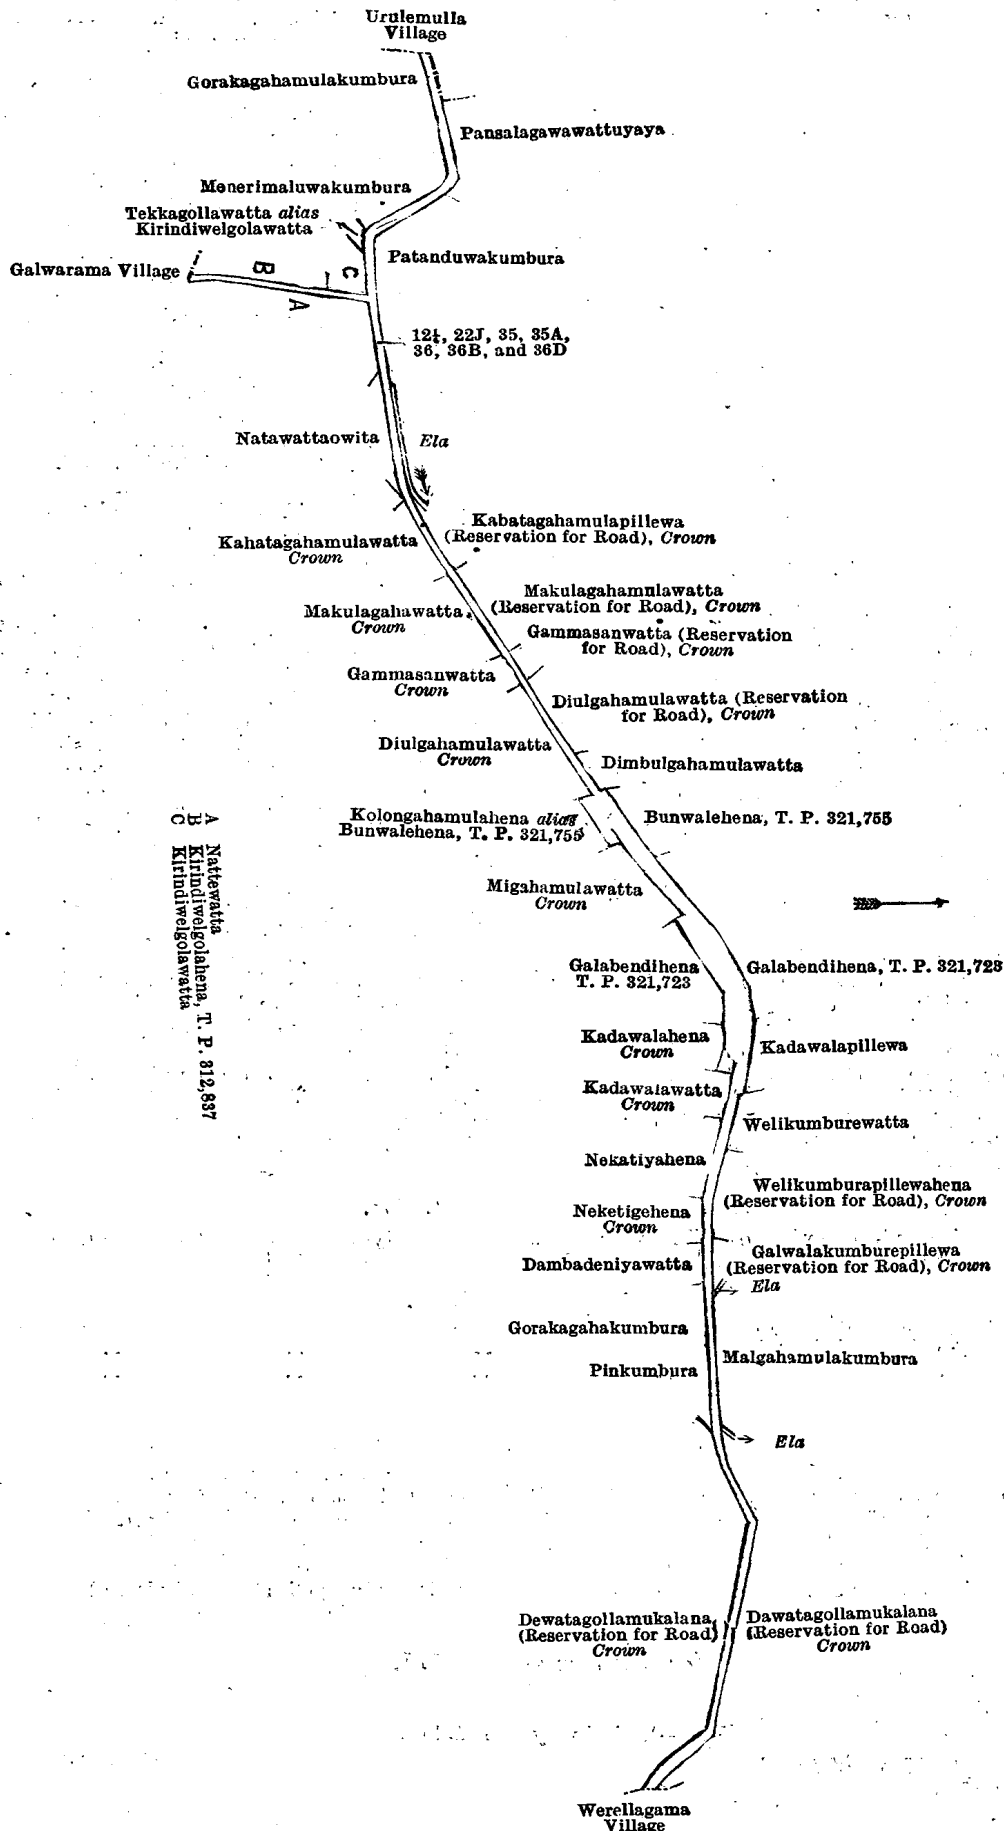 Urulemulla
Village
Gorakagahamulakumbura
Pansalagawawattuyaya
Menerimaluwakumbura
Tekkagollawatta alias
Kirindiwelgolawatta
Patanduwakumbura
Galwarama Village
B
C
A
22J, 35, 35A,
36, 36B, and 36D
Natawattaowita
Ela
Kabatagahamulapillewa
(Reservation for Road), Crown
Kahatagahamulawatta
Crown
Makulagahamulawatta
(Reservation for Road), Crown
Makulagahawatta
Crown
Gammasanwatta (Reservation
for Road), Crown
Gammasanwatta
Crown
Diulgahamulawatta (Reservation
for Road), Crown
Diulgahamulawatta
Crown
Dimbulgahamulawatta
Kolongahamulahena alias
Bunwalehena, T. P. 321,755
Bunwalehena, T. P. 321,755
A Nattewatta
B Kirindiwelgolahena, T. P. 312,837
C Kirindiwelgolawatta
Migahamulawatta
Crown
Galabendihena
T. P. 321,723
Galabendihena, T. P. 321,723
Kadawalahena
Crown
Kadawalapillewa
Kadawalawatta
Crown
Welikumburewatta
Nekatiyahena
Welikumburapillewahena
(Reservation for Road), Crown
Neketigehena
Crown
Galwalakumburepillewa
(Reservation for Road), Crown
Dambadeniyawatta
Ela
Gorakagahakumbura
Malgahamulakumbura
Pinkumbura
Ela
Dewatagollamukalana
(Reservation for Road)
Crown
Dawatagollamukalana
(Reservation for Road)
Crown
Werellagama
Village